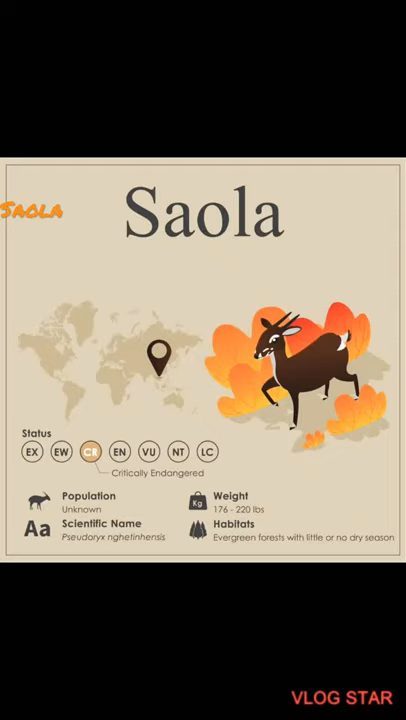 Saola
SAOLA
Status
EX EW CR EN VU NT LC
Critically Endangered
Population
Unknown
Weight
Kg
176 - 220 lbs
Aa
Scientific Name
Pseudoryx nghetinhensis
Habitats
Evergreen forests with little or no dry season
VLOG STAR